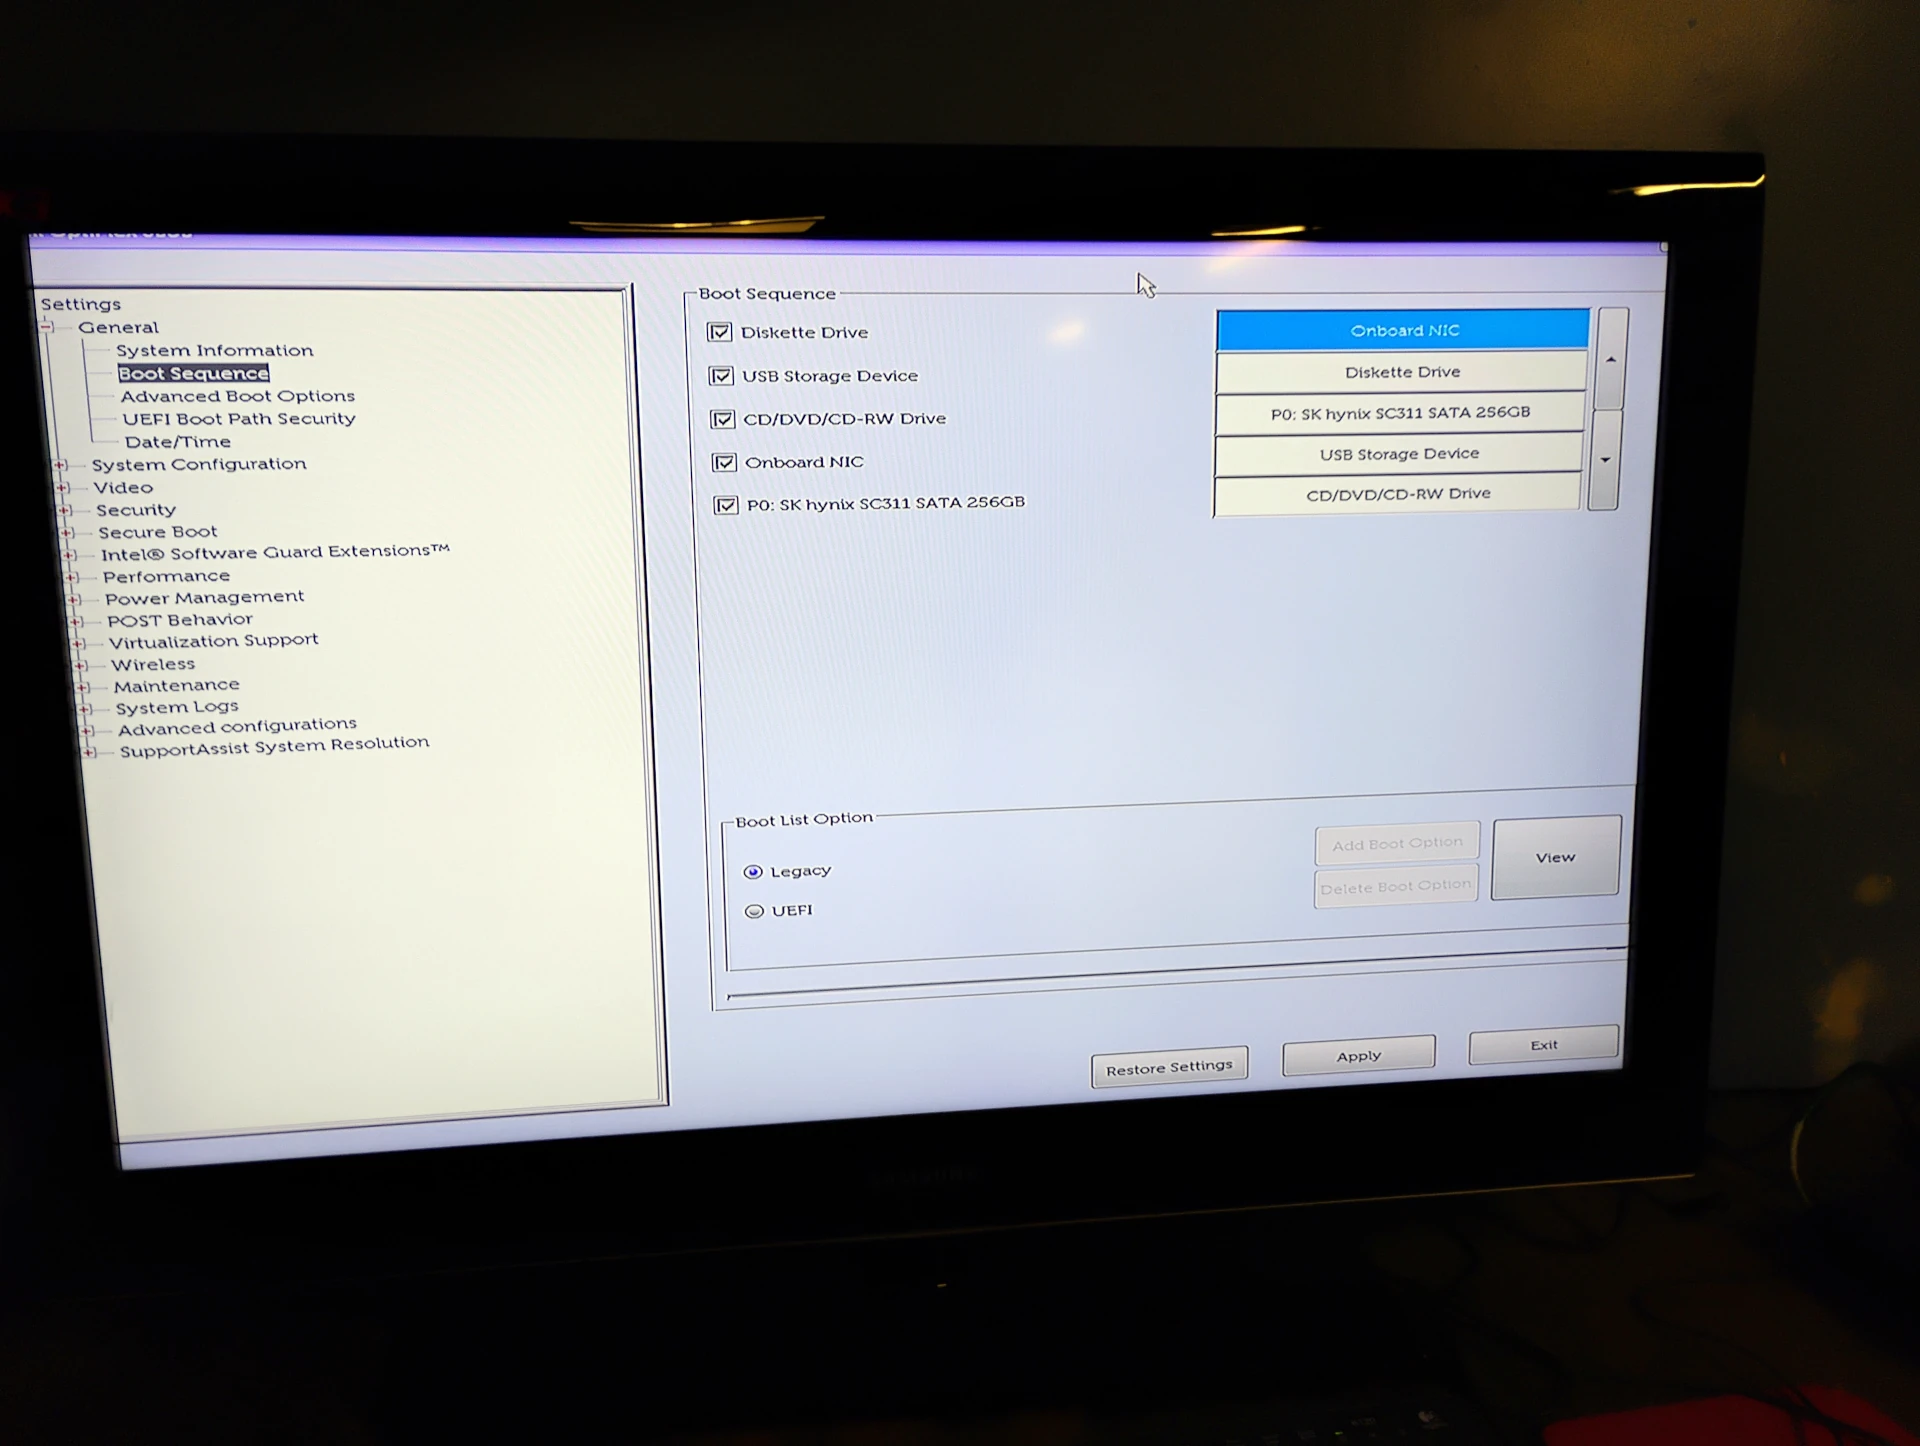 Settings
General
System Information
Boot Sequence
Advanced Boot Options
UEFI Boot Path Security
Date/Time
System Configuration
Video
Security
Secure Boot
Intel® Software Guard Extensions™
Performance
Power Management
POST Behavior
Virtualization Support
Wireless
Maintenance
System Logs
Advanced configurations
SupportAssist System Resolution
Boot Sequence
Diskette Drive
USB Storage Device
CD/DVD/CD-RW Drive
Onboard NIC
P0: SK hynix SC311 SATA 256GB
Onboard NIC
Diskette Drive
P0: SK hynix SC311 SATA 256GB
USB Storage Device
CD/DVD/CD-RW Drive
Boot List Option
Legacy
UEFI
Add Boot Option
Delete Boot Option
View
Restore Settings
Apply
Exit